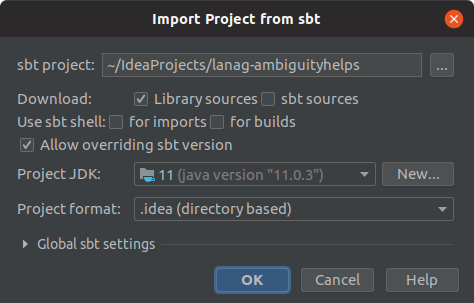 Import Project from sbt
sbt project: ~/IdeaProjects/lanag-ambiguityhelps ...
Download: Library sources sbt sources
Use sbt shell: for imports for builds
Allow overriding sbt version
Project JDK: 11 (java version "11.0.3") New...
Project format: .idea (directory based)
Global sbt settings
OK Cancel Help